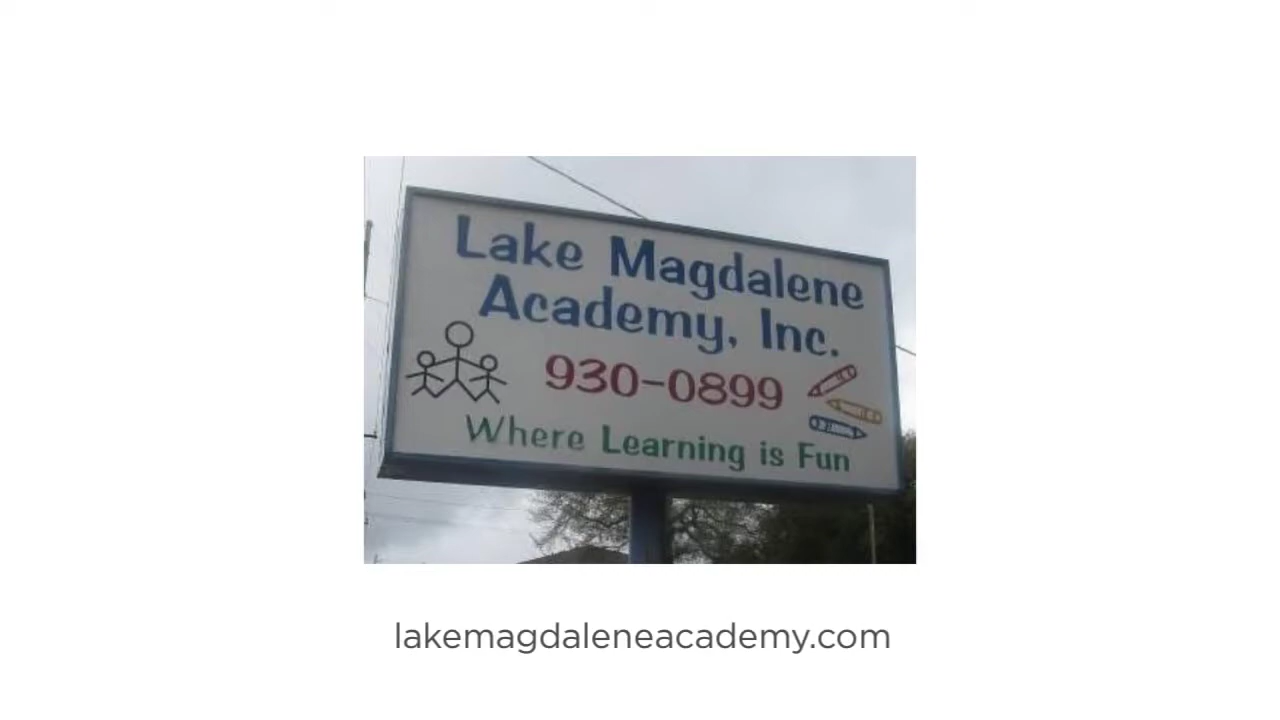 Lake Magdalene
Academy, Inc.
930-0899
Where Learning is Fun
lakemagdaleneacademy.com